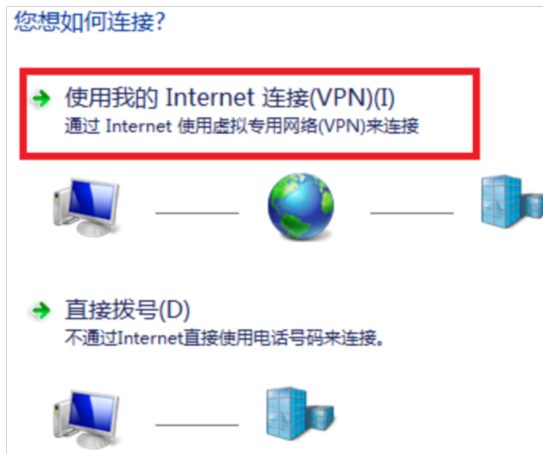 您想如何连接?
使用我的 Internet 连接(VPN)(I)
通过 Internet 使用虚拟专用网络(VPN)来连接
直接拨号(D)
不通过Internet直接使用电话号码来连接。